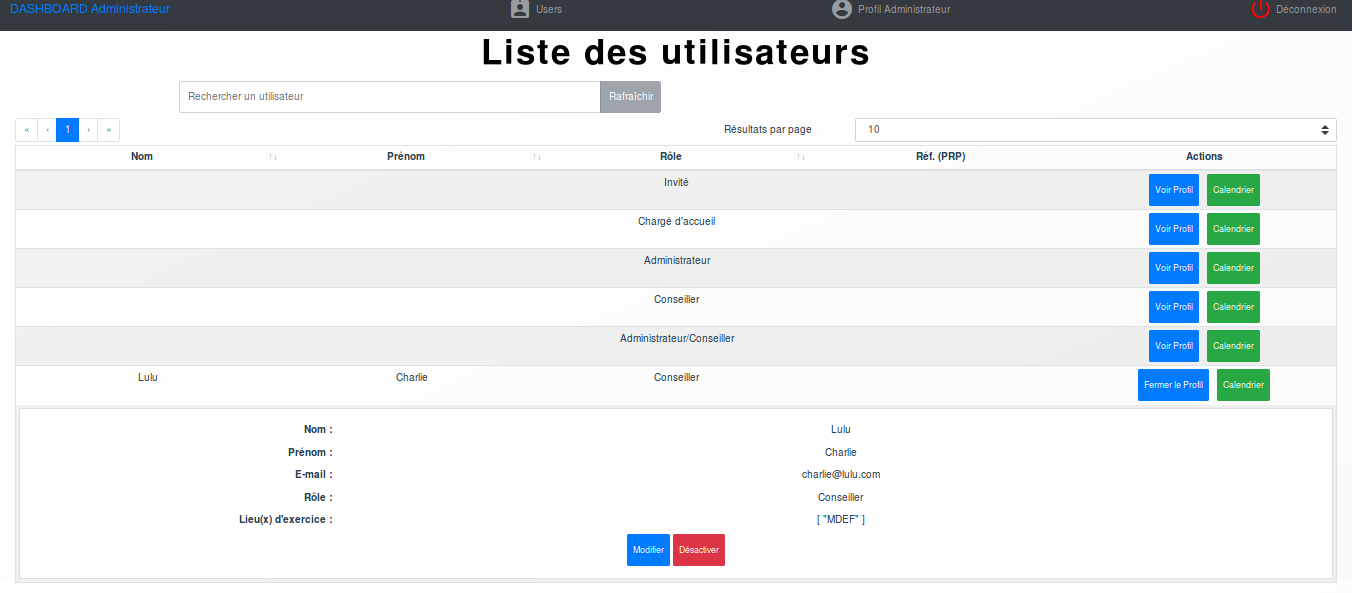 DASHBOARD Administrateur Users Profil Administrateur Déconnexion
Liste des utilisateurs
Rechercher un utilisateur Rafraîchir
« ‹ 1 › » Résultats par page 10
Nom ↑↓ Prénom ↑↓ Rôle ↑↓ Réf. (PRP) Actions
Invité Voir Profil Calendrier
Chargé d'accueil Voir Profil Calendrier
Administrateur Voir Profil Calendrier
Conseiller Voir Profil Calendrier
Administrateur/Conseiller Voir Profil Calendrier
Lulu Charlie Conseiller Fermer le Profil Calendrier
Nom : Lulu
Prénom : Charlie
E-mail : charlie@lulu.com
Rôle : Conseiller
Lieu(x) d'exercice : [ "MDEF" ]
Modifier Désactiver